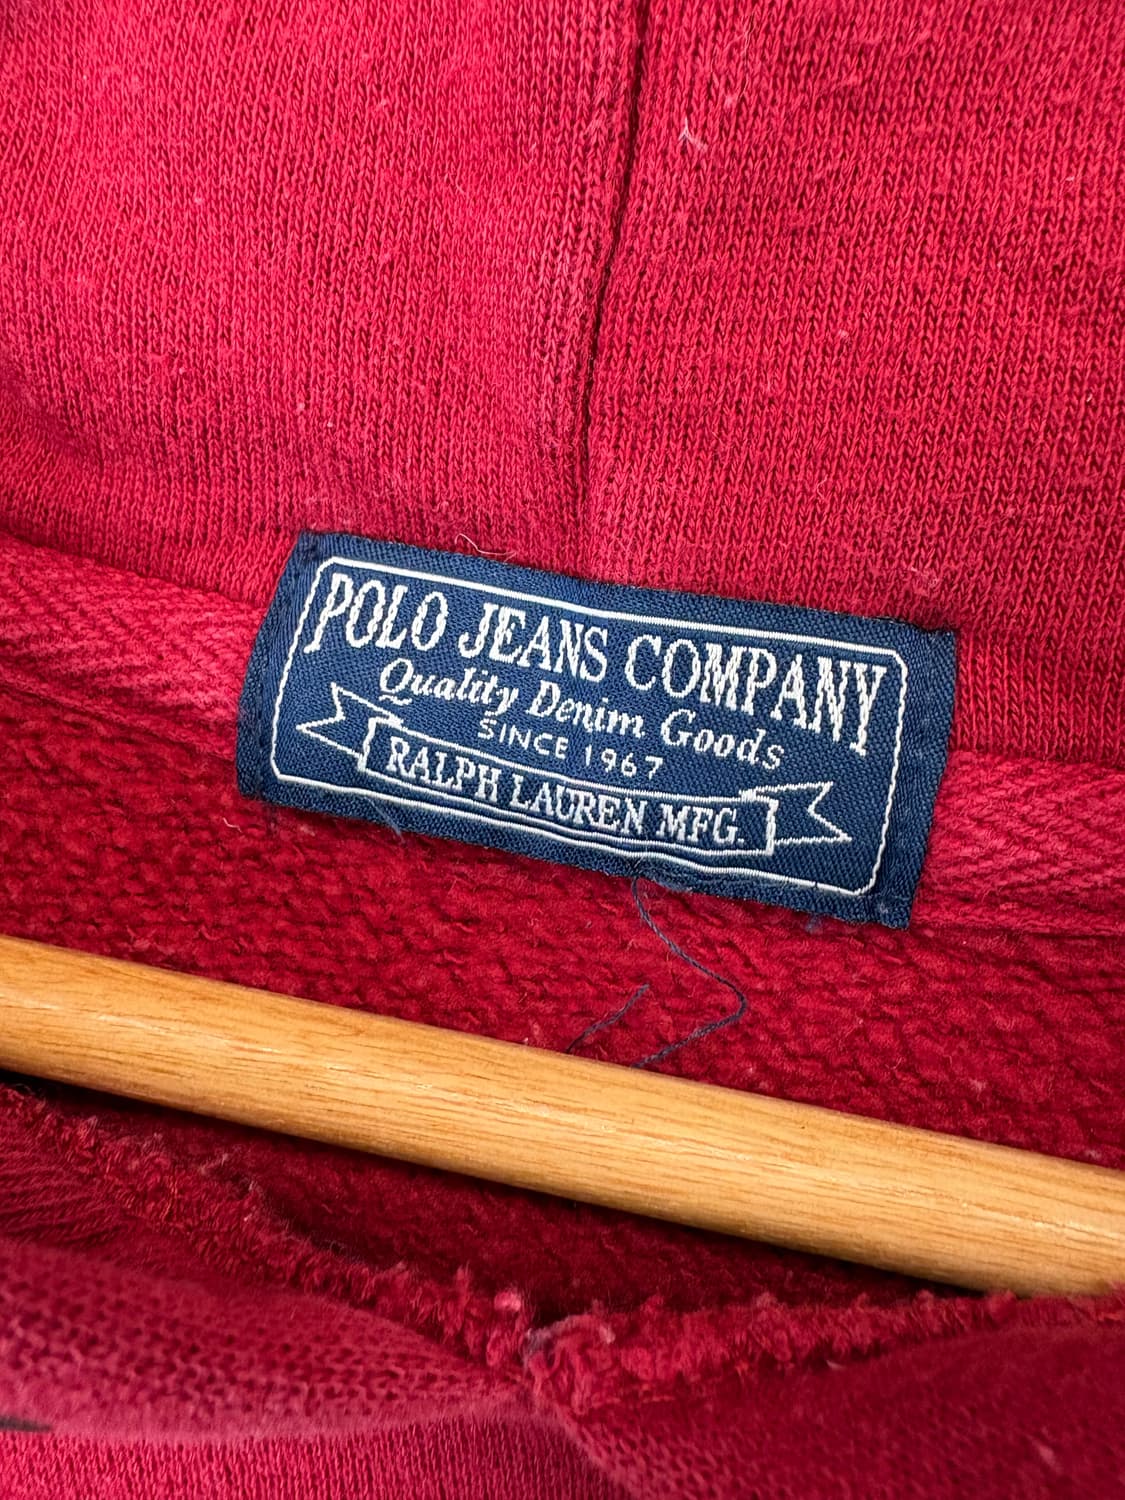 POLO JEANS COMPANY
Quality Denim Goods
SINCE 1967
RALPH LAUREN MFG.